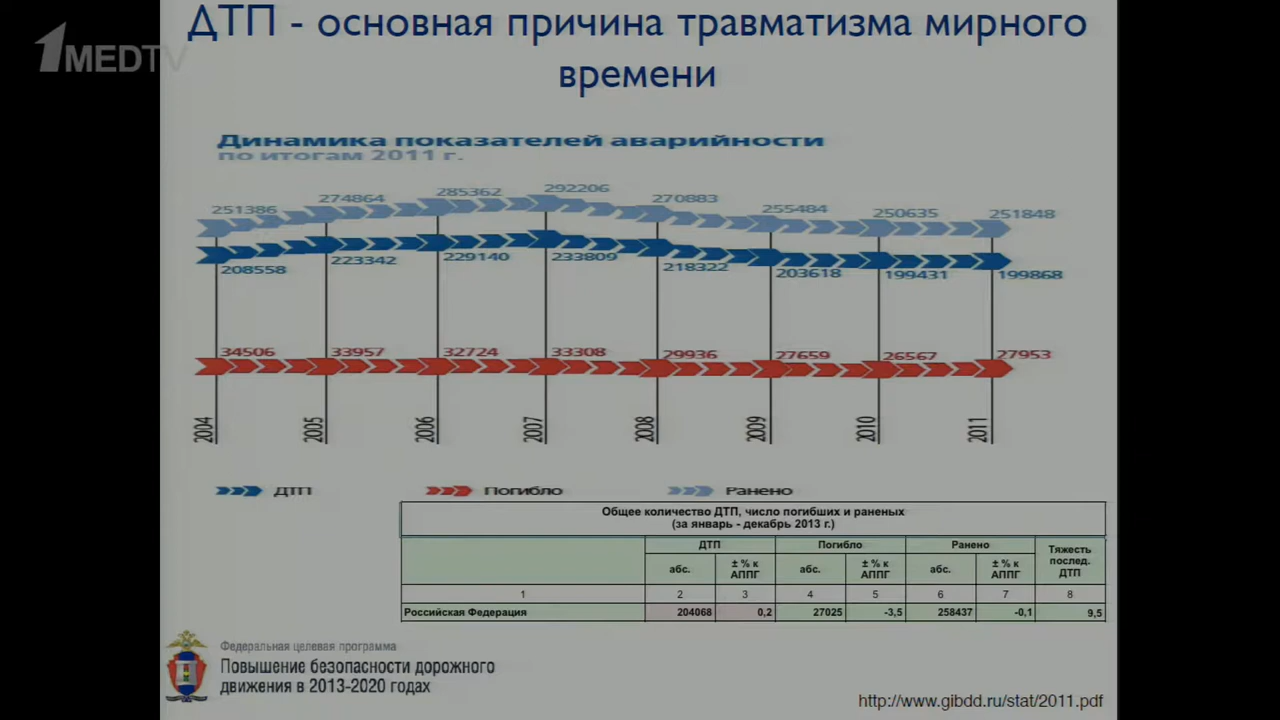 ДТП - основная причина травматизма мирного
времени
1MEDTV
Динамика показателей аварийности
по итогам 2011 г.
251386 274864 285362 292206 270883 255484 250635 251848
208558 223342 229140 233809 218322 203618 199431 199868
34506 33957 32724 33308 29936 27659 26567 27953
2004 2005 2006 2007 2008 2009 2010 2011
ДТП Погибло Ранено
Общее количество ДТП, число погибших и раненых
(за январь - декабрь 2013 г.)
ДТП Погибло Ранено Тяжесть послед. ДТП
абс. ± % к АППГ абс. ± % к АППГ абс. ± % к АППГ
1 2 3 4 5 6 7 8
Российская Федерация 204068 0,2 27025 -3,5 258437 -0,1 9,5
Федеральная целевая программа
Повышение безопасности дорожного
движения в 2013-2020 годах
http://www.gibdd.ru/stat/2011.pdf